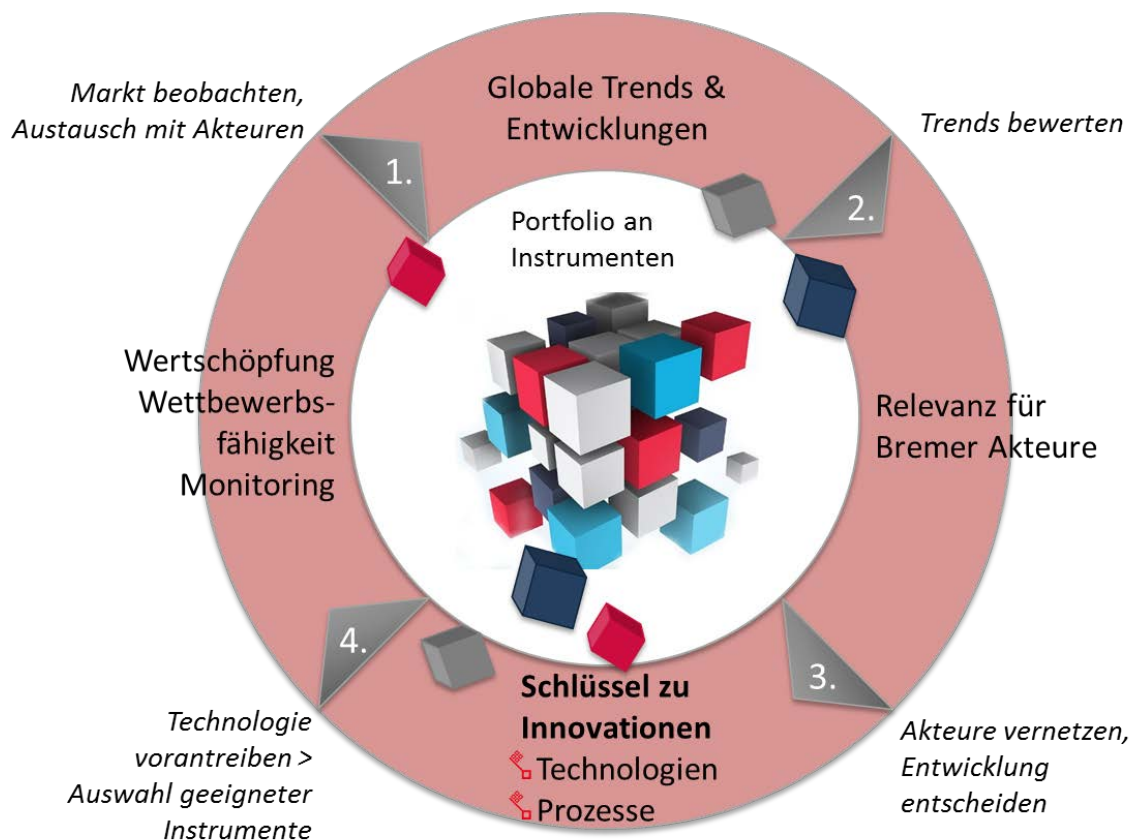 Globale Trends &
Entwicklungen
Markt beobachten,
Austausch mit Akteuren
1.
Trends bewerten
2.
Portfolio an
Instrumenten
Wertschöpfung
Wettbewerbs-
fähigkeit
Monitoring
Relevanz für
Bremer Akteure
3.
Akteure vernetzen,
Entwicklung
entscheiden
Schlüssel zu
Innovationen
Technologien
Prozesse
4.
Technologie
vorantreiben >
Auswahl geeigneter
Instrumente